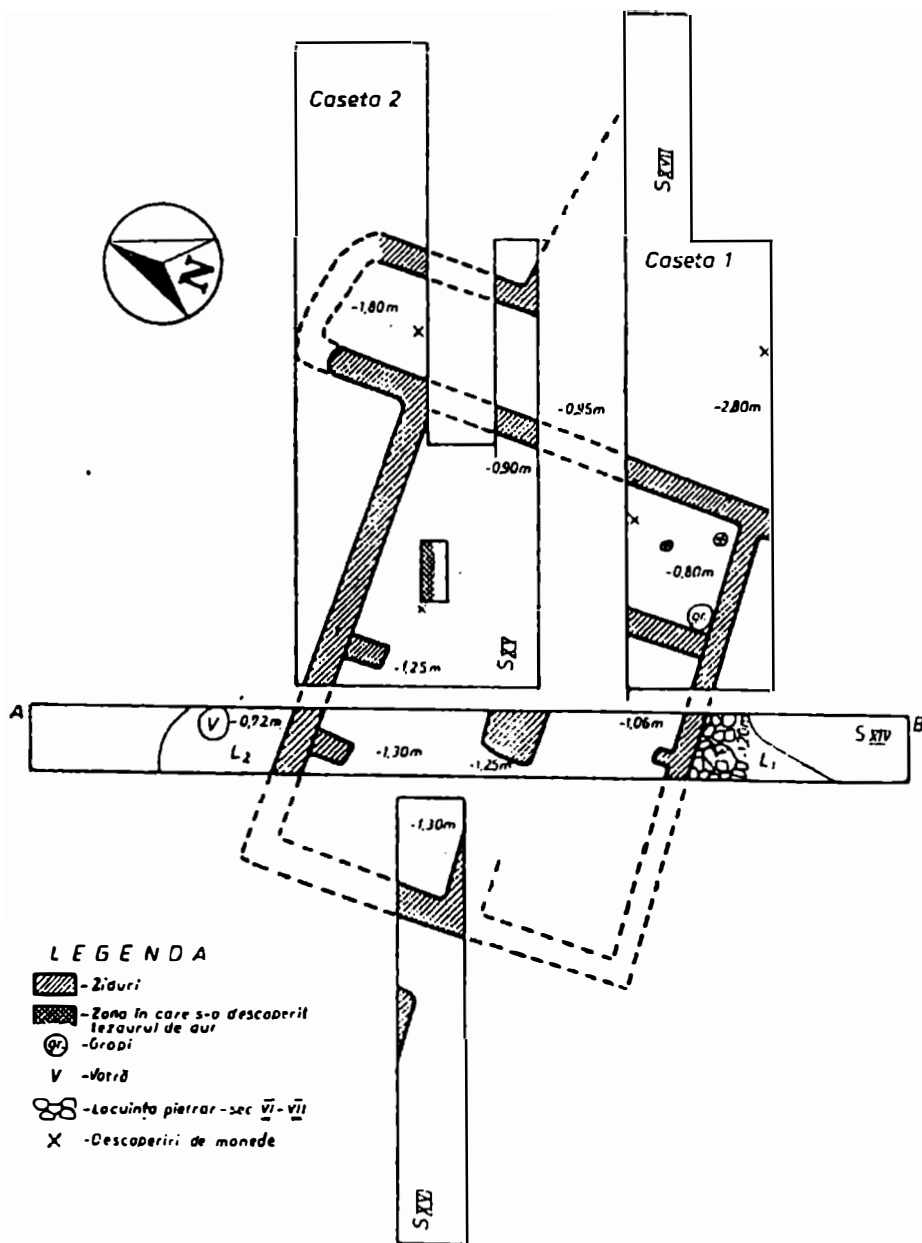 Caseta 2
S XVII
Caseta 1
N
-1,80m
-0,95m
-2,80m
-0,90m
-0,80m
gr.
S XV
-1,25m
A
V
-0,72m
L2
-1,30m
-1,25m
-1,06m
L1
S XIV
B
-1,30m
LEGENDA
-Ziduri
-Zona în care s-a descoperit
tezaurul de aur
gr. -Gropi
V -Vatră
-Locuința pietrar-sec VI-VII
X -Descoperiri de monede
S XVI